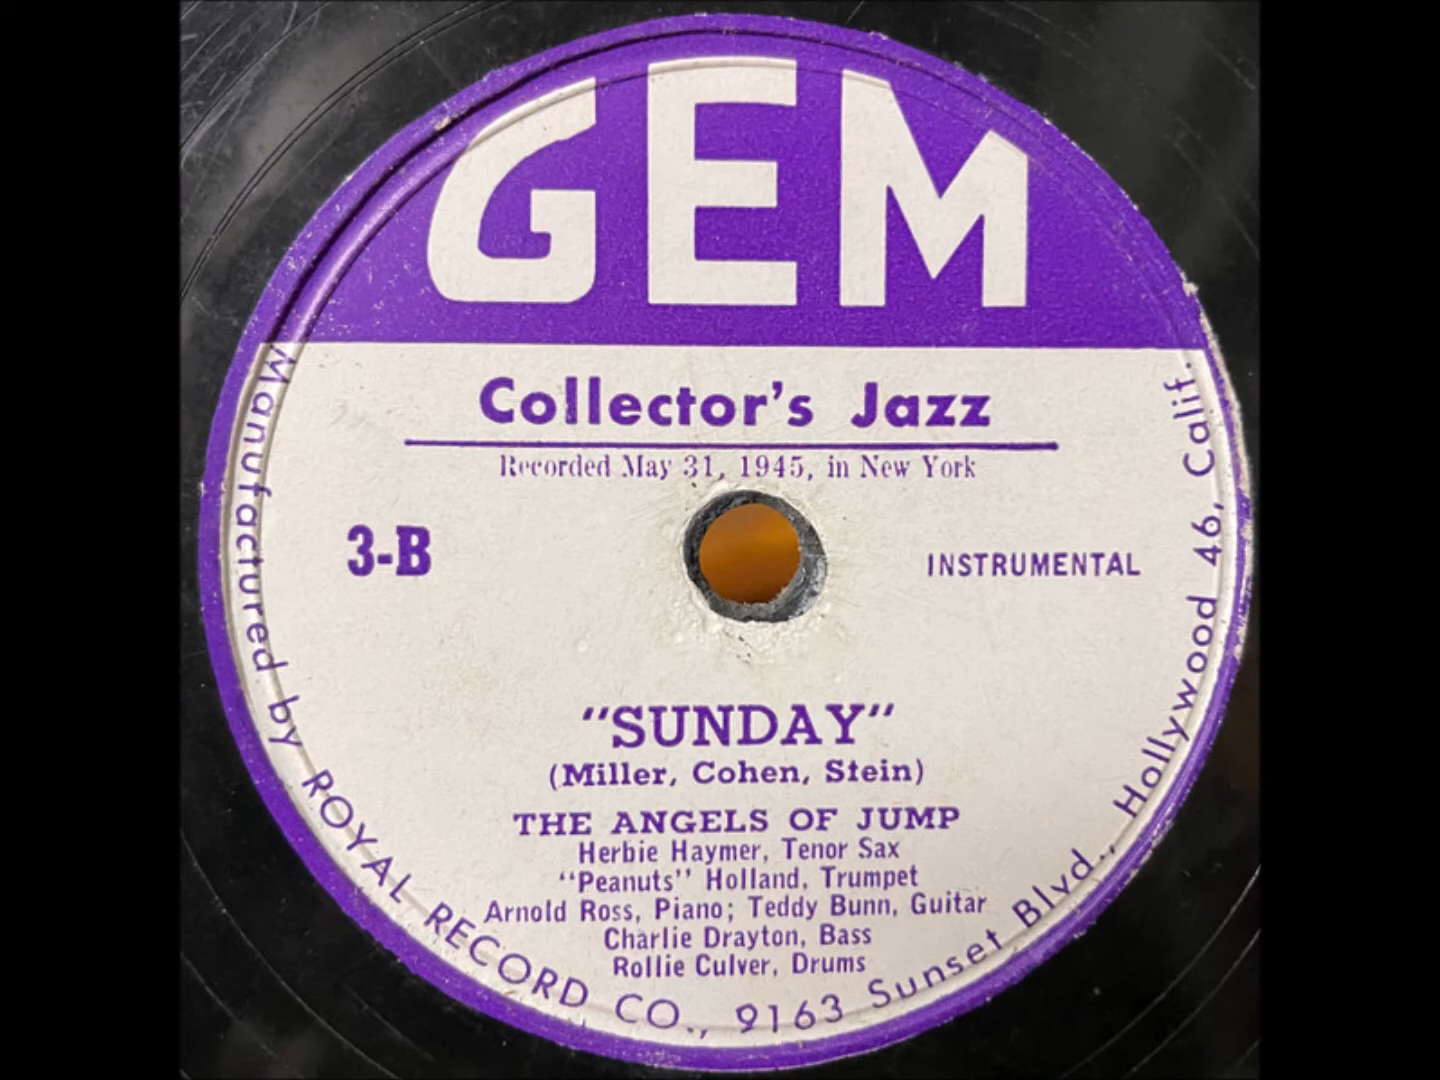 GEM
Collector's Jazz
Recorded May 31, 1945, in New York
3-B
INSTRUMENTAL
"SUNDAY"
(Miller, Cohen, Stein)
THE ANGELS OF JUMP
Herbie Haymer, Tenor Sax
"Peanuts" Holland, Trumpet
Arnold Ross, Piano; Teddy Bunn, Guitar
Charlie Drayton, Bass
Rollie Culver, Drums
Manufactured by ROYAL RECORD CO., 9163 Sunset Blvd., Hollywood 46, Calif.